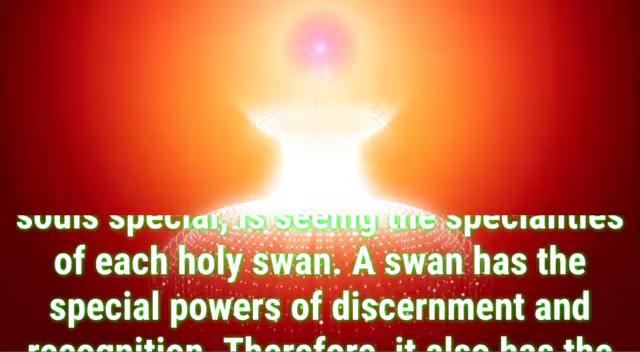 souls special, is seeing the specialities
of each holy swan. A swan has the
special powers of discernment and
recognition. Therefore, it also has the